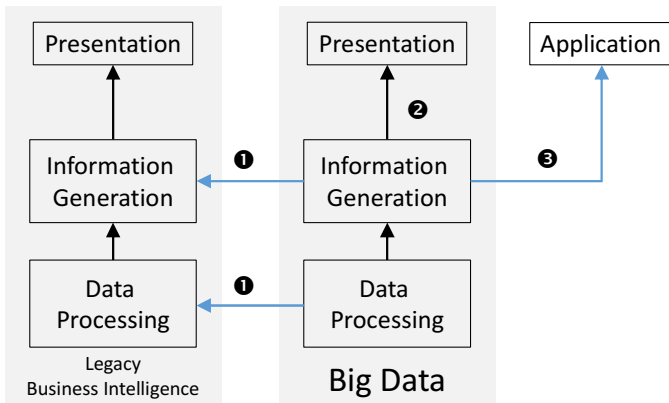 Presentation
Presentation
Application
❷
Information
Generation
❶
Information
Generation
❸
Data
Processing
❶
Data
Processing
Legacy
Business Intelligence
Big Data